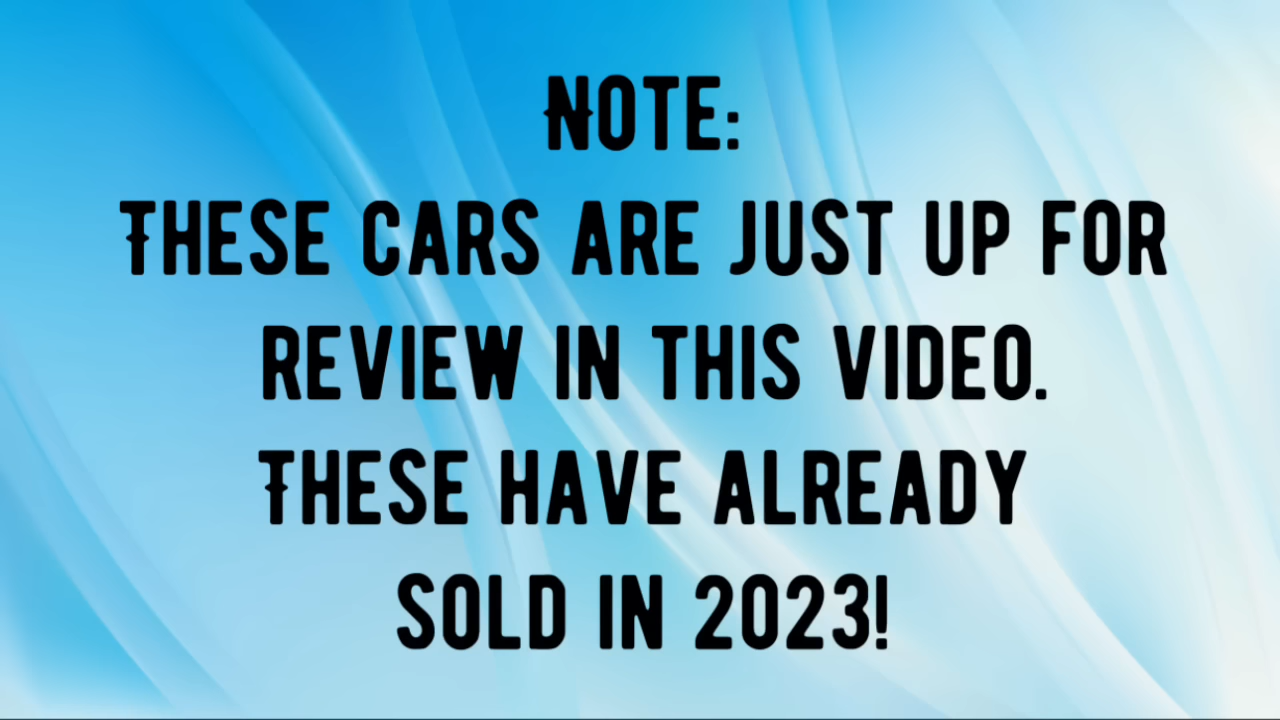 NOTE:
THESE CARS ARE JUST UP FOR
REVIEW IN THIS VIDEO.
THESE HAVE ALREADY
SOLD IN 2023!